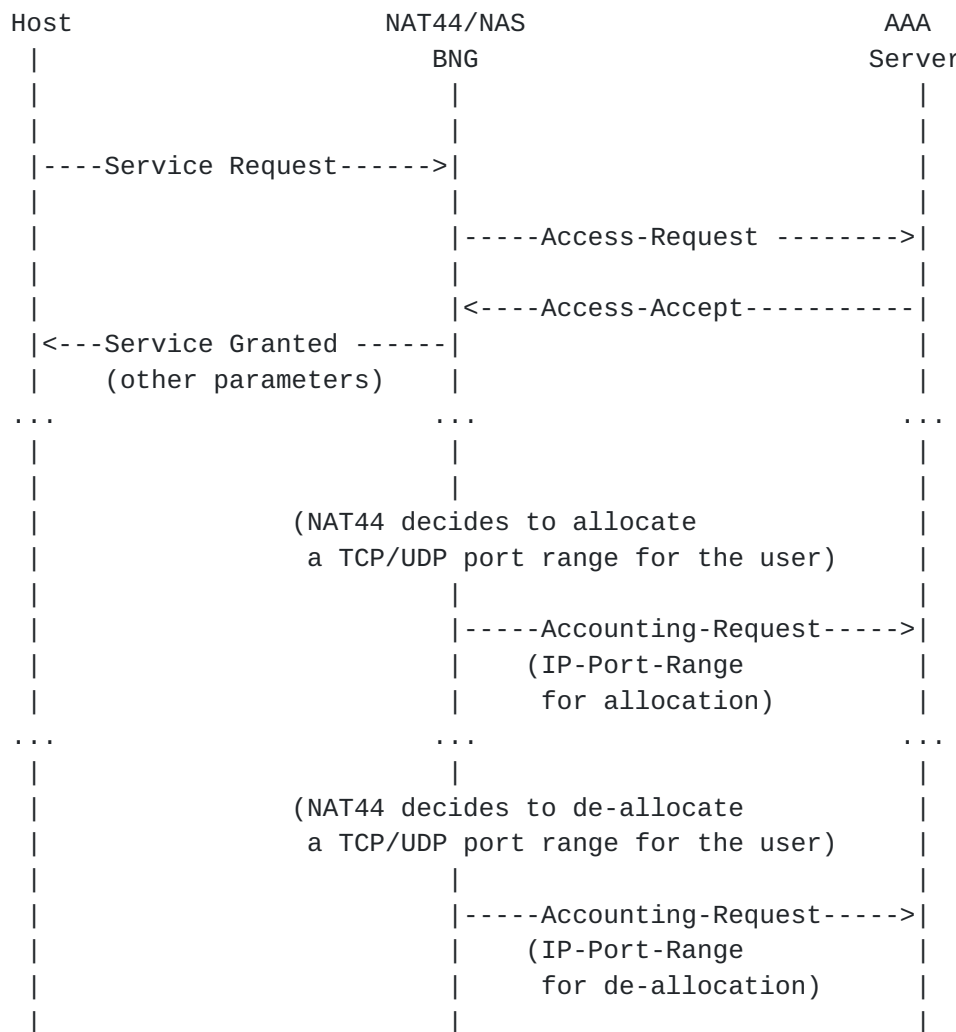 Host                    NAT44/NAS                       AAA
 |                         BNG                         Server
 |                           |                             |
 |                           |                             |
 |----Service Request------>|                             |
 |                           |                             |
 |                           |-----Access-Request -------->|
 |                           |                             |
 |                           |<----Access-Accept-----------|
 |<---Service Granted ------|                             |
 |    (other parameters)    |                             |
...                        ...                           ...
 |                           |                             |
 |                           |                             |
 |                (NAT44 decides to allocate               |
 |                 a TCP/UDP port range for the user)      |
 |                           |                             |
 |                           |-----Accounting-Request----->|
 |                           |    (IP-Port-Range           |
 |                           |     for allocation)         |
...                        ...                           ...
 |                           |                             |
 |                (NAT44 decides to de-allocate            |
 |                 a TCP/UDP port range for the user)      |
 |                           |                             |
 |                           |-----Accounting-Request----->|
 |                           |    (IP-Port-Range           |
 |                           |     for de-allocation)      |
 |                           |                             |